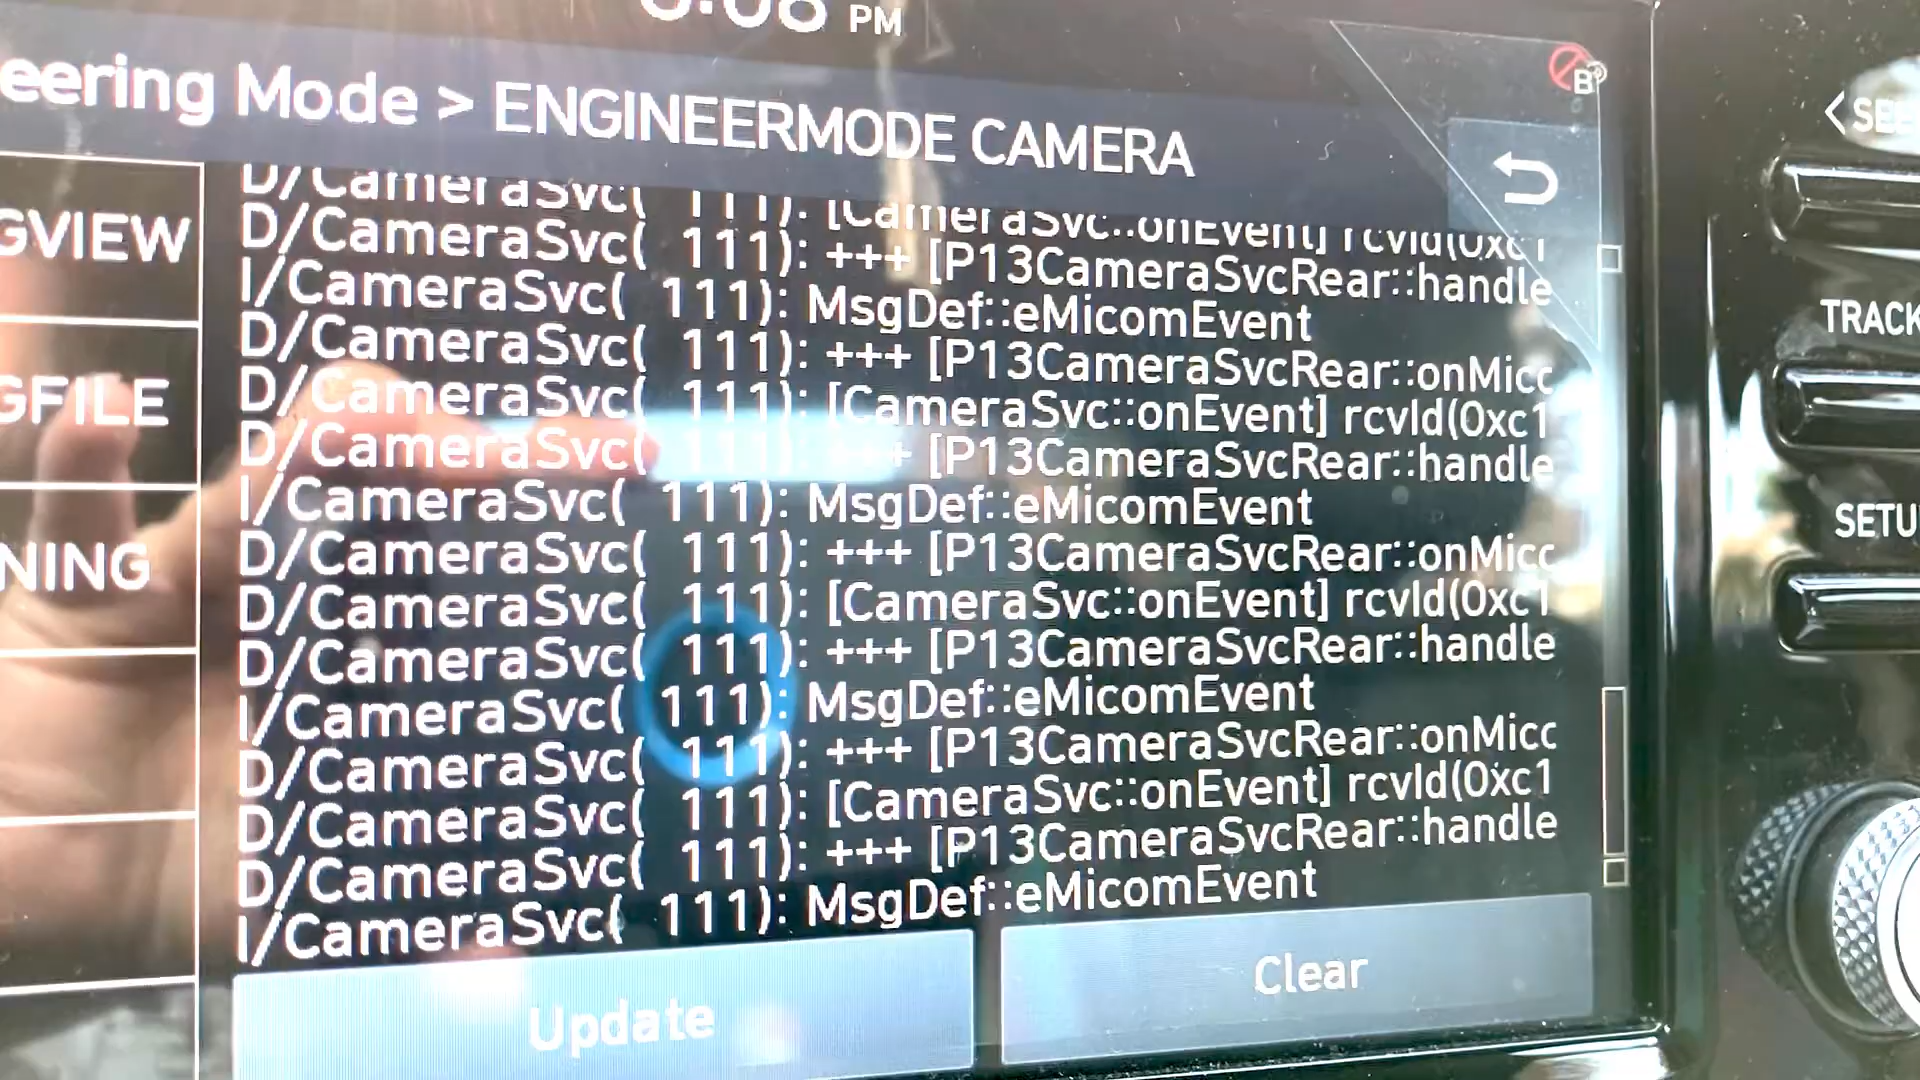 PM
eering Mode > ENGINEERMODE CAMERA
B
< SEE
GVIEW
GFILE
NING
D/CameraSvc( 111): [CameraSvc::onEvent] rcvId(0xc1
D/CameraSvc( 111): +++ [P13CameraSvcRear::handle
I/CameraSvc( 111): MsgDef::eMicomEvent
D/CameraSvc( 111): +++ [P13CameraSvcRear::onMicc
D/CameraSvc( 111): [CameraSvc::onEvent] rcvId(0xc1
D/CameraSvc( 111): +++ [P13CameraSvcRear::handle
I/CameraSvc( 111): MsgDef::eMicomEvent
D/CameraSvc( 111): +++ [P13CameraSvcRear::onMicc
D/CameraSvc( 111): [CameraSvc::onEvent] rcvId(0xc1
D/CameraSvc( 111): +++ [P13CameraSvcRear::handle
I/CameraSvc( 111): MsgDef::eMicomEvent
D/CameraSvc( 111): +++ [P13CameraSvcRear::onMicc
D/CameraSvc( 111): [CameraSvc::onEvent] rcvId(0xc1
D/CameraSvc( 111): +++ [P13CameraSvcRear::handle
I/CameraSvc( 111): MsgDef::eMicomEvent
Update
Clear
TRACK
SETU